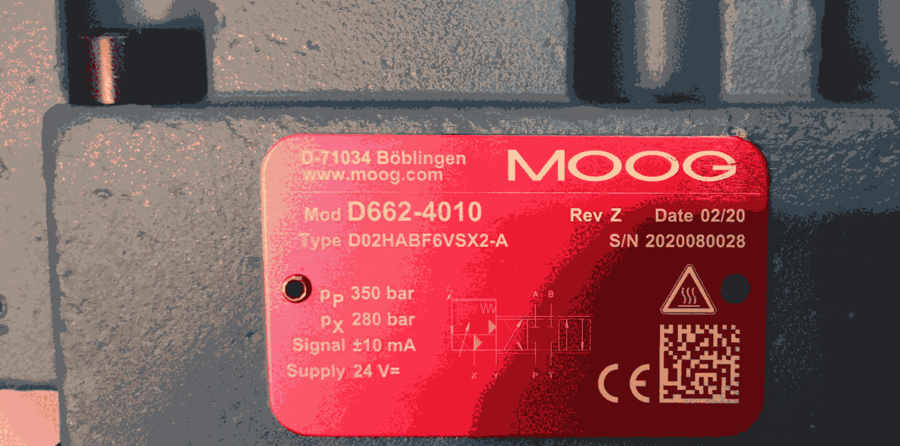 D-71034 Böblingen
www.moog.com
MOOG
Mod D662-4010
Rev Z Date 02/20
Type D02HABF6VSX2-A
S/N 2020080028
pP 350 bar
pX 280 bar
Signal ±10 mA
Supply 24 V=
A B
X Y P T
CE